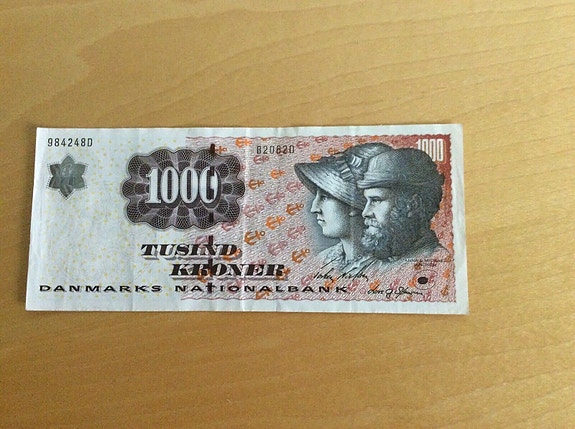 984248D
B2082D
1000
1000
TUSIND
KRONER
DANMARKS NATIONALBANK